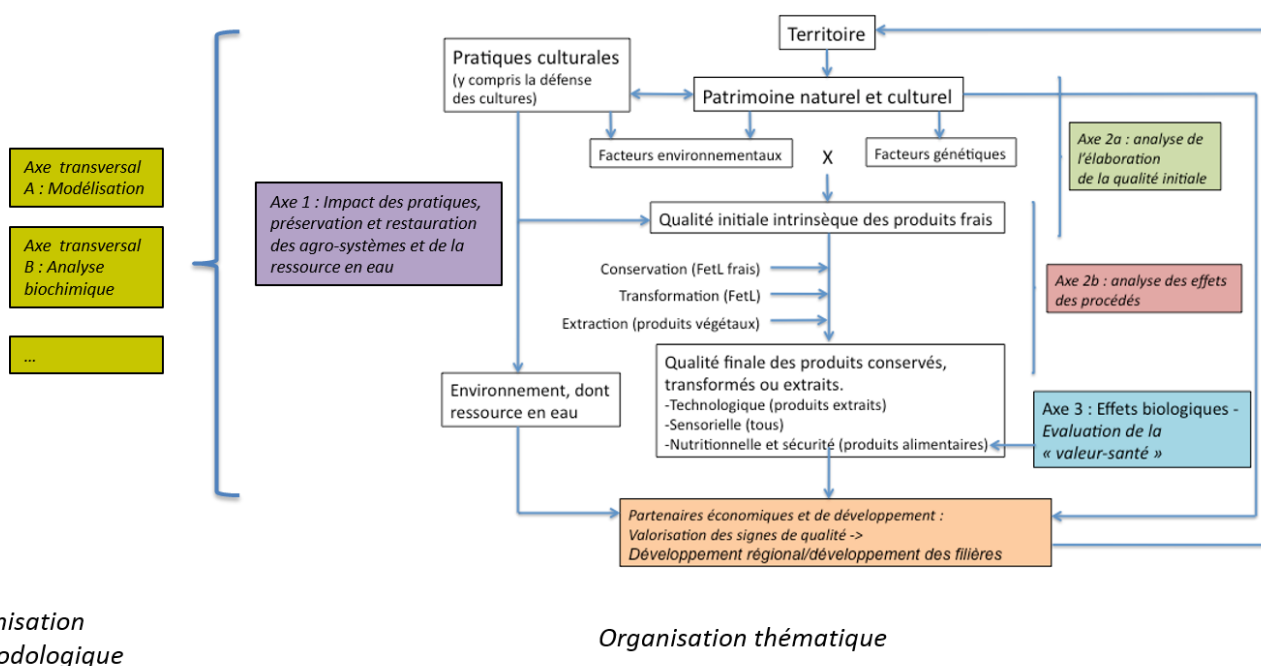 Territoire
Pratiques culturales
(y compris la défense
des cultures)
Patrimoine naturel et culturel
Axe 2a : analyse de
l'élaboration
de la qualité initiale
Facteurs environnementaux
X
Facteurs génétiques
Axe transversal
A : Modélisation
Axe 1 : Impact des pratiques,
préservation et restauration
des agro-systèmes et de la
ressource en eau
Qualité initiale intrinsèque des produits frais
Axe transversal
B : Analyse
biochimique
Conservation (FetL frais)
Transformation (FetL)
Extraction (produits végétaux)
Axe 2b : analyse des effets
des procédés
...
Qualité finale des produits conservés,
transformés ou extraits.
-Technologique (produits extraits)
-Sensorielle (tous)
-Nutritionnelle et sécurité (produits alimentaires)
Environnement, dont
ressource en eau
Axe 3 : Effets biologiques -
Evaluation de la
« valeur-santé »
Partenaires économiques et de développement :
Valorisation des signes de qualité ->
Développement régional/développement des filières
nisation
odologique
Organisation thématique